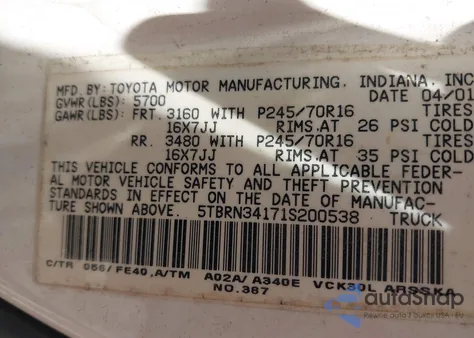 MFD. BY: TOYOTA MOTOR MANUFACTURING, INDIANA, INC
GVWR(LBS): 5700 DATE 04/01
GAWR(LBS): FRT. 3160 WITH P245/70R16 TIRES
16X7JJ RIMS.AT 26 PSI COLD
RR. 3480 WITH P245/70R16 TIRES
16X7JJ RIMS.AT 35 PSI COLD
THIS VEHICLE CONFORMS TO ALL APPLICABLE FEDER-
AL MOTOR VEHICLE SAFETY AND THEFT PREVENTION
STANDARDS IN EFFECT ON THE DATE OF MANUFAC-
TURE SHOWN ABOVE. 5TBRN34171S200538 TRUCK
C/TR 056/FE40,A/TM A02A/A340E VCK30L ARSSKA
NO.387
autosnap